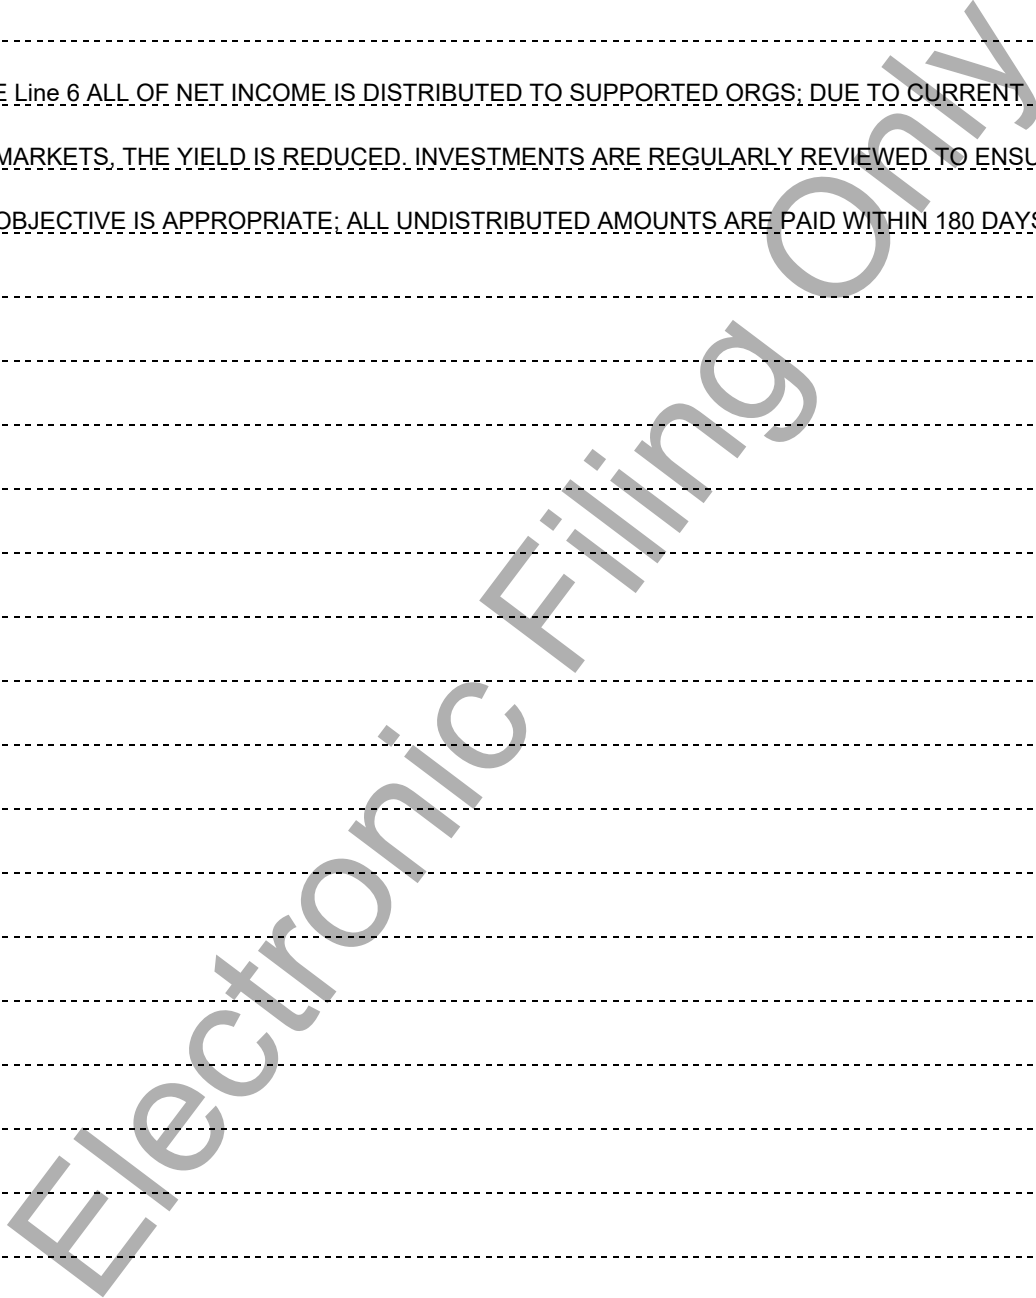 E Line 6 ALL OF NET INCOME IS DISTRIBUTED TO SUPPORTED ORGS; DUE TO CURRENT
MARKETS, THE YIELD IS REDUCED. INVESTMENTS ARE REGULARLY REVIEWED TO ENSU
OBJECTIVE IS APPROPRIATE; ALL UNDISTRIBUTED AMOUNTS ARE PAID WITHIN 180 DAYS
Electronic Filing Only